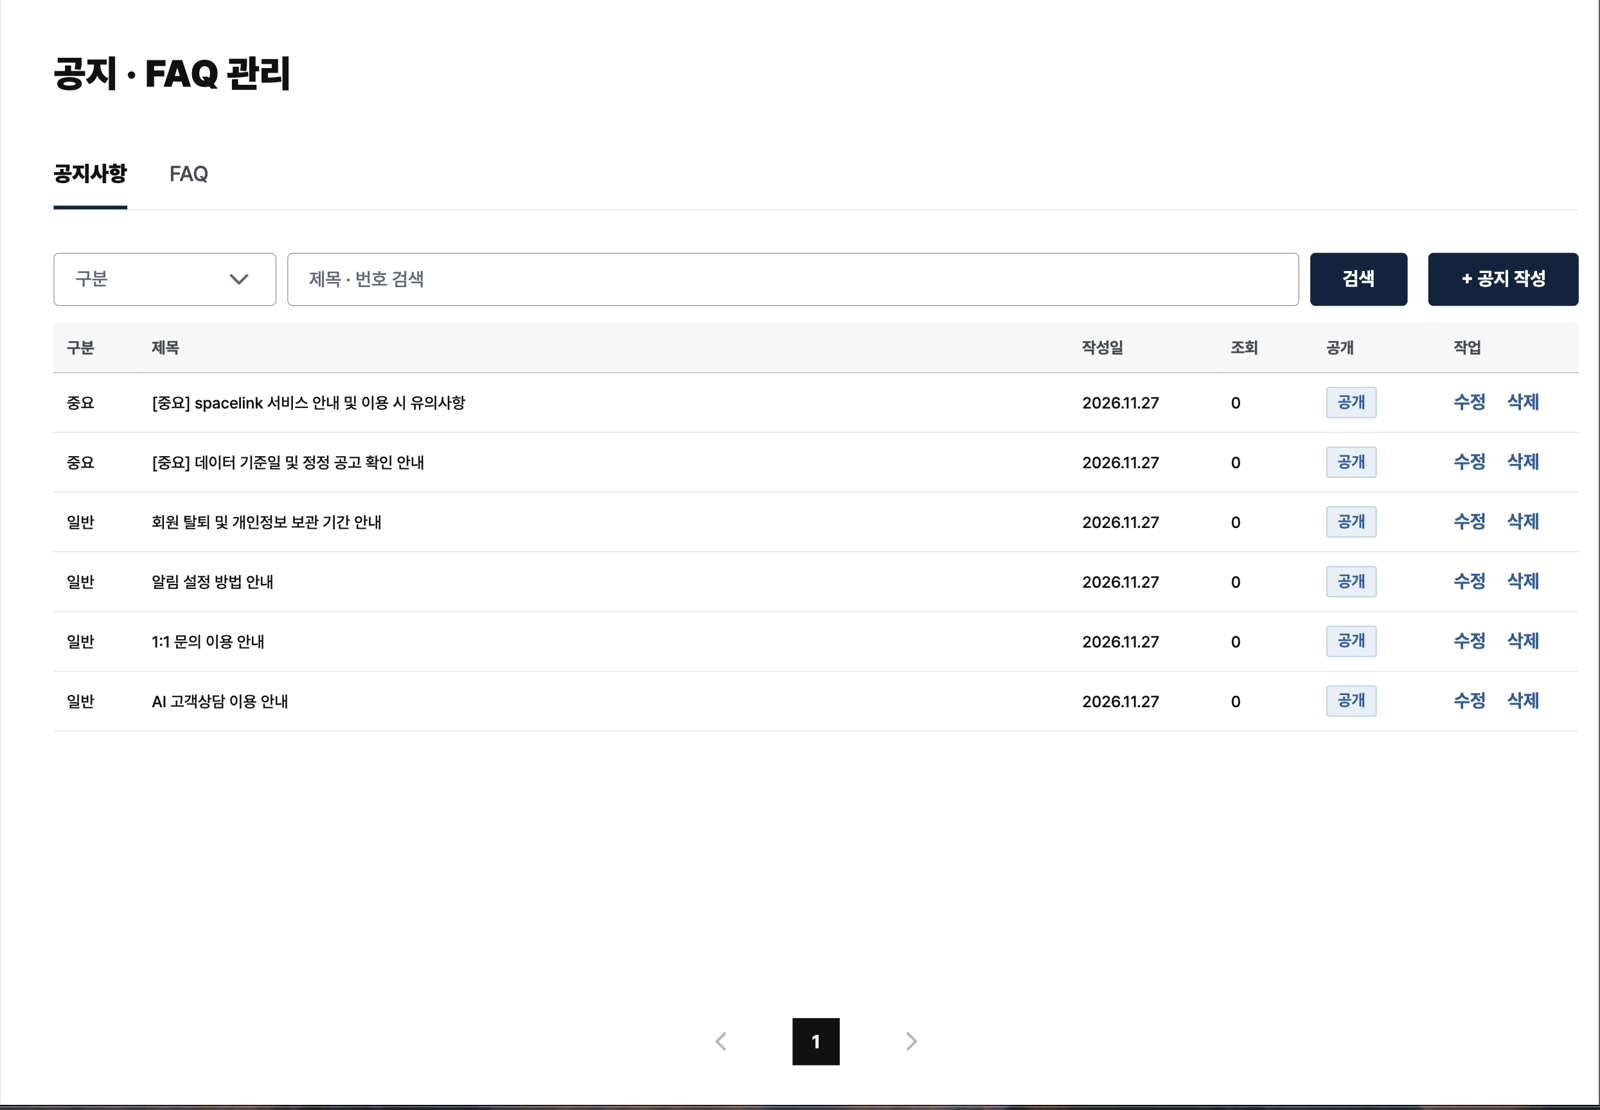 공지 · FAQ 관리
공지사항 FAQ
구분 제목 · 번호 검색 검색 + 공지 작성
구분 제목 작성일 조회 공개 작업
중요 [중요] spacelink 서비스 안내 및 이용 시 유의사항 2026.11.27 0 공개 수정 삭제
중요 [중요] 데이터 기준일 및 정정 공고 확인 안내 2026.11.27 0 공개 수정 삭제
일반 회원 탈퇴 및 개인정보 보관 기간 안내 2026.11.27 0 공개 수정 삭제
일반 알림 설정 방법 안내 2026.11.27 0 공개 수정 삭제
일반 1:1 문의 이용 안내 2026.11.27 0 공개 수정 삭제
일반 AI 고객상담 이용 안내 2026.11.27 0 공개 수정 삭제
1